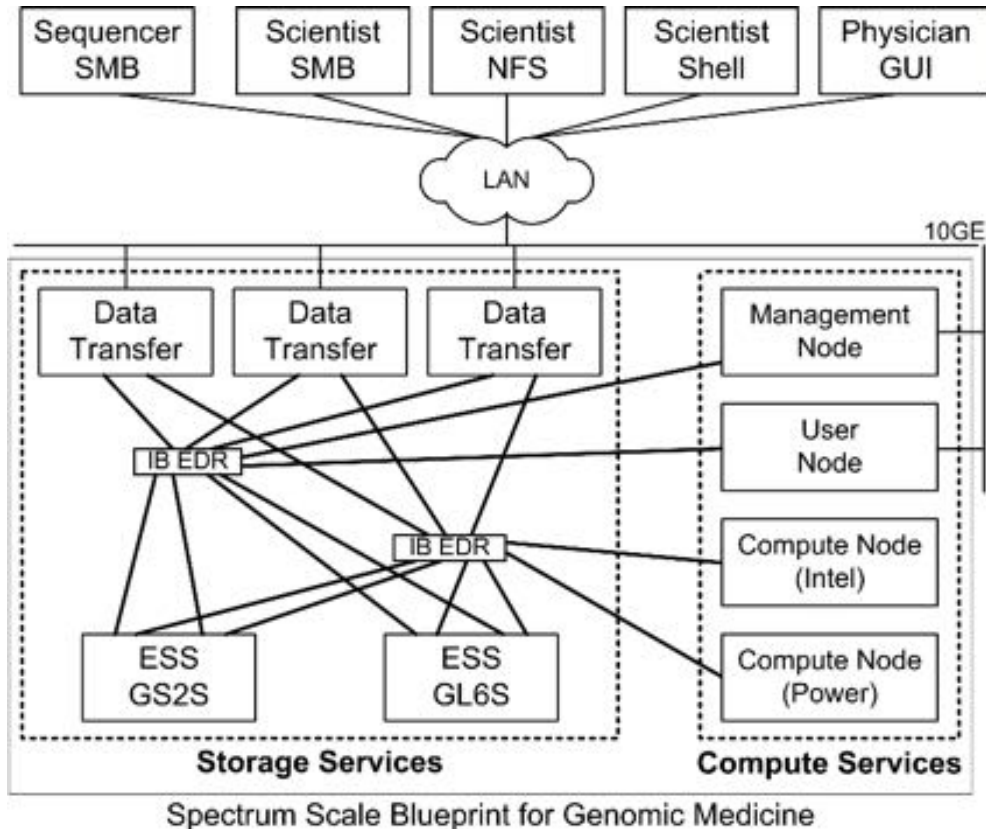 Sequencer
SMB
Scientist
SMB
Scientist
NFS
Scientist
Shell
Physician
GUI
LAN
10GE
Data
Transfer
Data
Transfer
Data
Transfer
Management
Node
IB EDR
User
Node
IB EDR
Compute Node
(Intel)
ESS
GS2S
ESS
GL6S
Compute Node
(Power)
Storage Services
Compute Services
Spectrum Scale Blueprint for Genomic Medicine